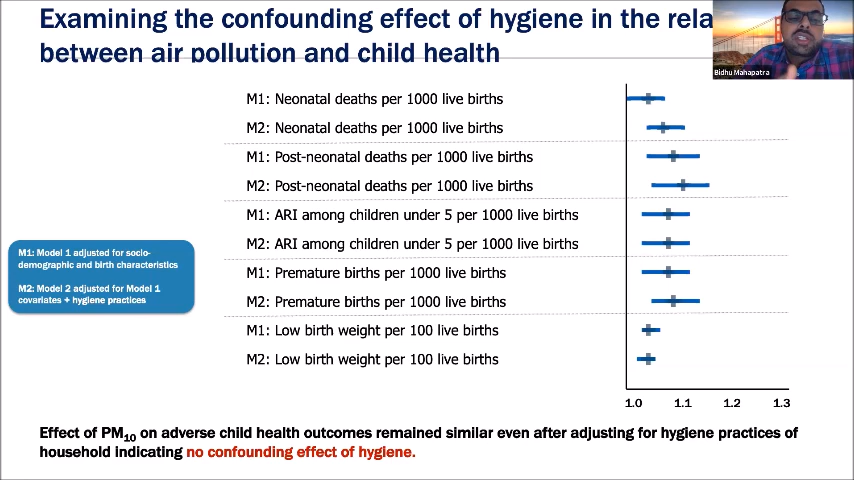 Examining the confounding effect of hygiene in the rela
between air pollution and child health
Bidhu Mahapatra
M1: Neonatal deaths per 1000 live births
M2: Neonatal deaths per 1000 live births
M1: Post-neonatal deaths per 1000 live births
M2: Post-neonatal deaths per 1000 live births
M1: ARI among children under 5 per 1000 live births
M2: ARI among children under 5 per 1000 live births
M1: Premature births per 1000 live births
M2: Premature births per 1000 live births
M1: Low birth weight per 100 live births
M2: Low birth weight per 100 live births
M1: Model 1 adjusted for socio-
demographic and birth characteristics
M2: Model 2 adjusted for Model 1
covariates + hygiene practices
1.0 1.1 1.2 1.3
Effect of PM10 on adverse child health outcomes remained similar even after adjusting for hygiene practices of
household indicating no confounding effect of hygiene.